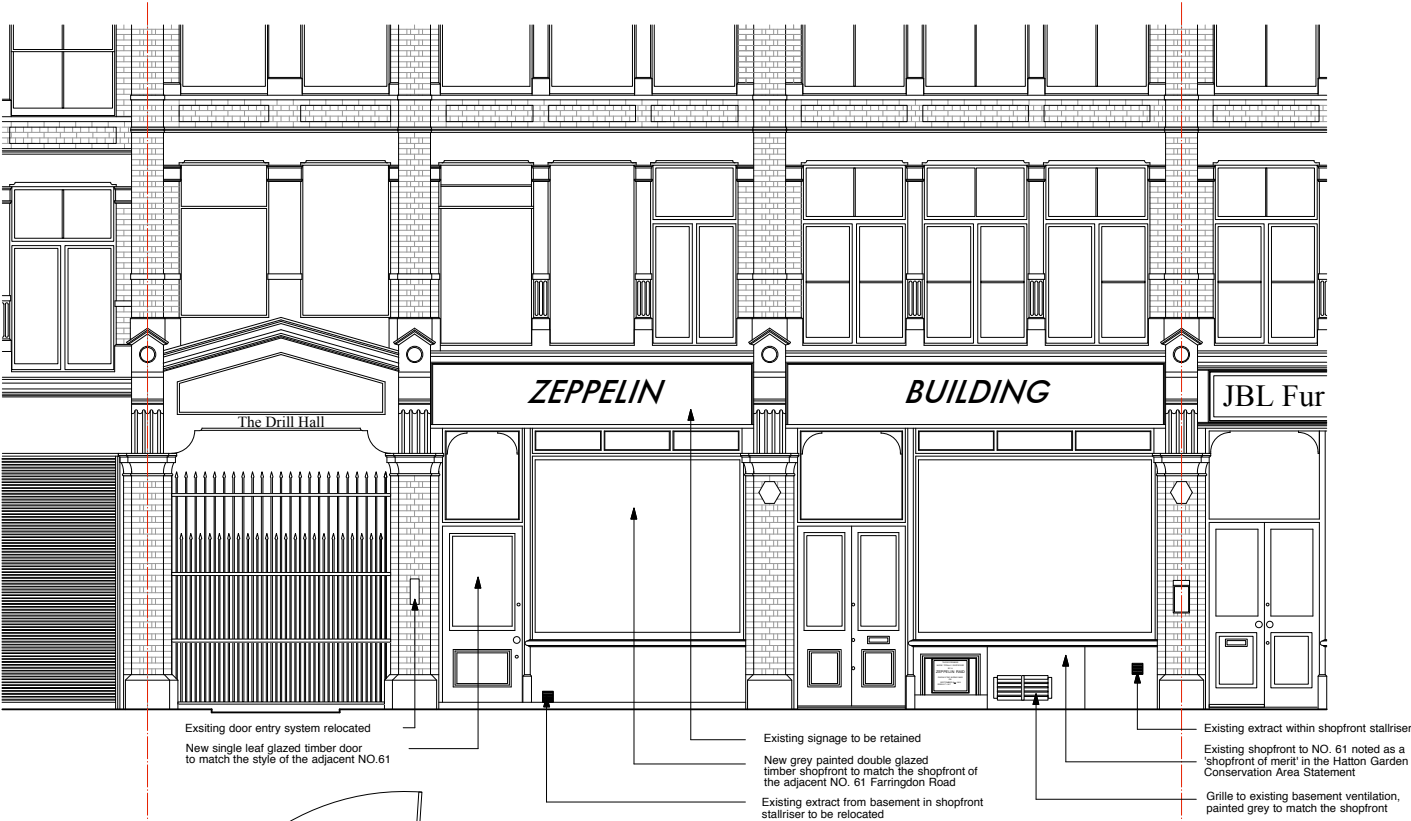 ZEPPELIN
BUILDING
JBL Fur
The Drill Hall
ZEPPELIN RAID
Exsiting door entry system relocated
New single leaf glazed timber door
to match the style of the adjacent NO.61
Existing signage to be retained
New grey painted double glazed
timber shopfront to match the shopfront of
the adjacent NO. 61 Farringdon Road
Existing extract from basement in shopfront
stallriser to be relocated
Existing extract within shopfront stallriser
Existing shopfront to NO. 61 noted as a
'shopfront of merit' in the Hatton Garden
Conservation Area Statement
Grille to existing basement ventilation,
painted grey to match the shopfront